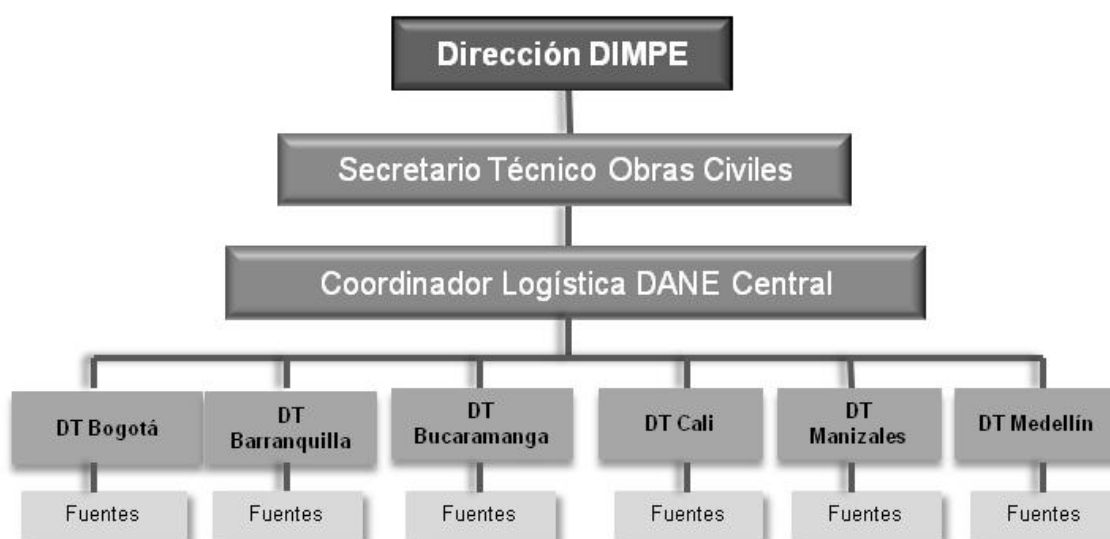 Dirección DIMPE
Secretario Técnico Obras Civiles
Coordinador Logística DANE Central
DT Bogotá
DT
Barranquilla
DT
Bucaramanga
DT Cali
DT
Manizales
DT Medellín
Fuentes
Fuentes
Fuentes
Fuentes
Fuentes
Fuentes